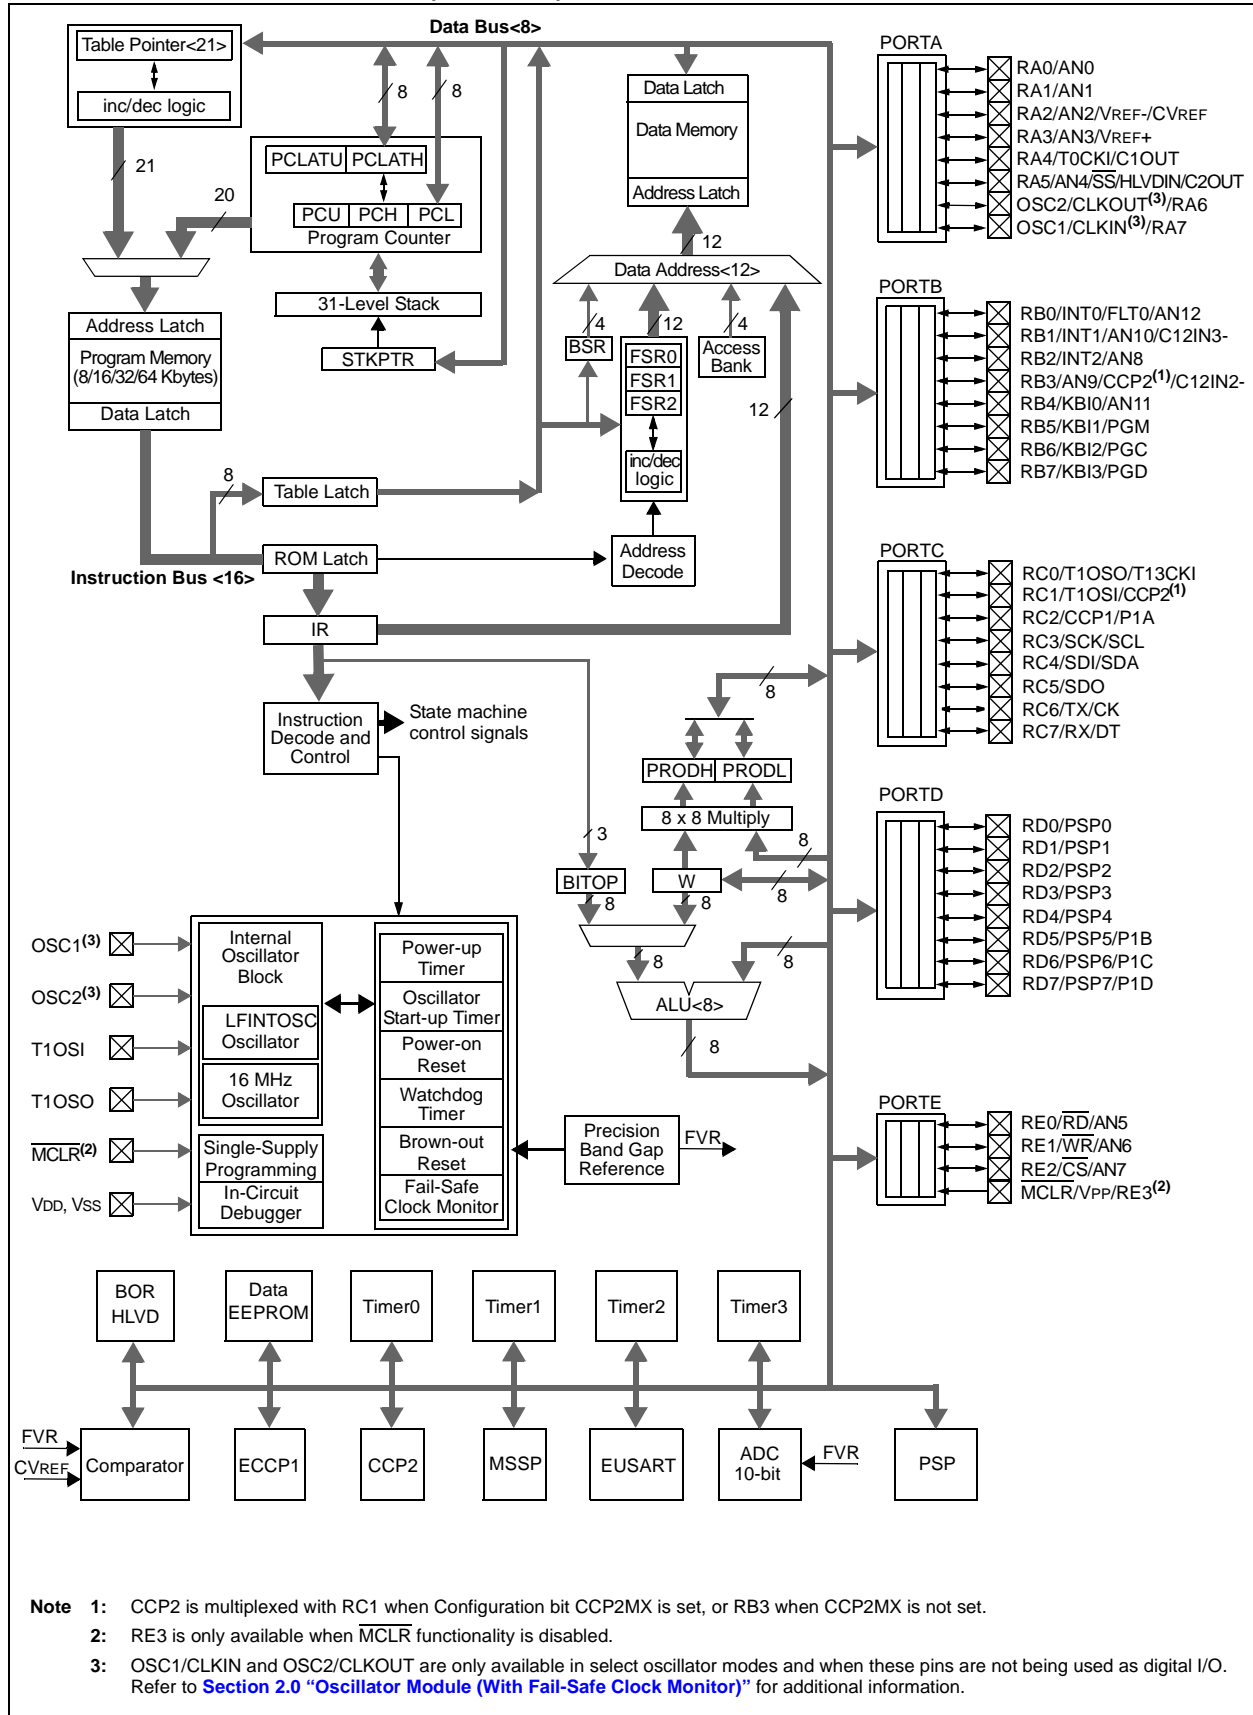 Data Bus<8>
Table Pointer<21>
inc/dec logic
21
20
8
8
PCLATU PCLATH
PCU PCH PCL
Program Counter
31-Level Stack
STKPTR
Data Latch
Data Memory
Address Latch
12
Data Address<12>
4
12
4
BSR
FSR0
FSR1
FSR2
inc/dec
logic
Access
Bank
12
Address Latch
Program Memory
(8/16/32/64 Kbytes)
Data Latch
8
Table Latch
ROM Latch
Instruction Bus <16>
Address
Decode
IR
Instruction
Decode and
Control
State machine
control signals
8
PRODH PRODL
8 x 8 Multiply
3
8
BITOP
W
8
8
8
8
8
ALU<8>
8
OSC1(3)
OSC2(3)
T1OSI
T1OSO
MCLR(2)
VDD, VSS
Internal
Oscillator
Block
LFINTOSC
Oscillator
16 MHz
Oscillator
Single-Supply
Programming
In-Circuit
Debugger
Power-up
Timer
Oscillator
Start-up Timer
Power-on
Reset
Watchdog
Timer
Brown-out
Reset
Fail-Safe
Clock Monitor
Precision
Band Gap
Reference
FVR
PORTA
RA0/AN0
RA1/AN1
RA2/AN2/VREF-/CVREF
RA3/AN3/VREF+
RA4/T0CKI/C1OUT
RA5/AN4/SS/HLVDIN/C2OUT
OSC2/CLKOUT(3)/RA6
OSC1/CLKIN(3)/RA7
PORTB
RB0/INT0/FLT0/AN12
RB1/INT1/AN10/C12IN3-
RB2/INT2/AN8
RB3/AN9/CCP2(1)/C12IN2-
RB4/KBI0/AN11
RB5/KBI1/PGM
RB6/KBI2/PGC
RB7/KBI3/PGD
PORTC
RC0/T1OSO/T13CKI
RC1/T1OSI/CCP2(1)
RC2/CCP1/P1A
RC3/SCK/SCL
RC4/SDI/SDA
RC5/SDO
RC6/TX/CK
RC7/RX/DT
PORTD
RD0/PSP0
RD1/PSP1
RD2/PSP2
RD3/PSP3
RD4/PSP4
RD5/PSP5/P1B
RD6/PSP6/P1C
RD7/PSP7/P1D
PORTE
RE0/RD/AN5
RE1/WR/AN6
RE2/CS/AN7
MCLR/VPP/RE3(2)
BOR
HLVD
Data
EEPROM
Timer0
Timer1
Timer2
Timer3
FVR
CVREF
Comparator
ECCP1
CCP2
MSSP
EUSART
ADC
10-bit
FVR
PSP
Note 1: CCP2 is multiplexed with RC1 when Configuration bit CCP2MX is set, or RB3 when CCP2MX is not set.
2: RE3 is only available when MCLR functionality is disabled.
3: OSC1/CLKIN and OSC2/CLKOUT are only available in select oscillator modes and when these pins are not being used as digital I/O.
Refer to Section 2.0 “Oscillator Module (With Fail-Safe Clock Monitor)” for additional information.